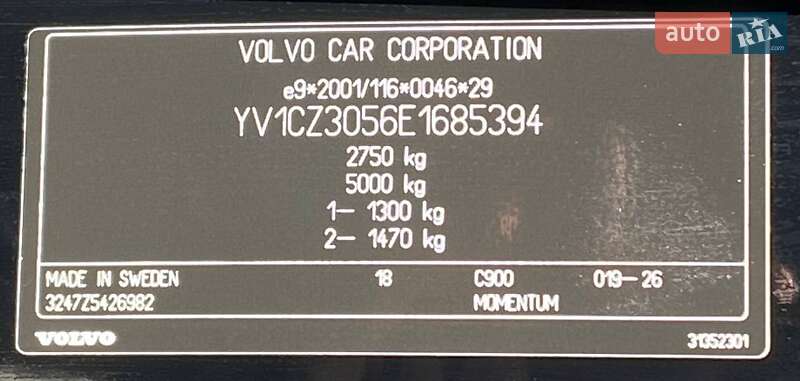 auto RIA.com
VOLVO CAR CORPORATION
e9*2001/116*0046*29
YV1CZ3056E1685394
2750 kg
5000 kg
1- 1300 kg
2- 1470 kg
MADE IN SWEDEN 18 C900 019-26
3247Z5426982 MOMENTUM
VOLVO 31352301